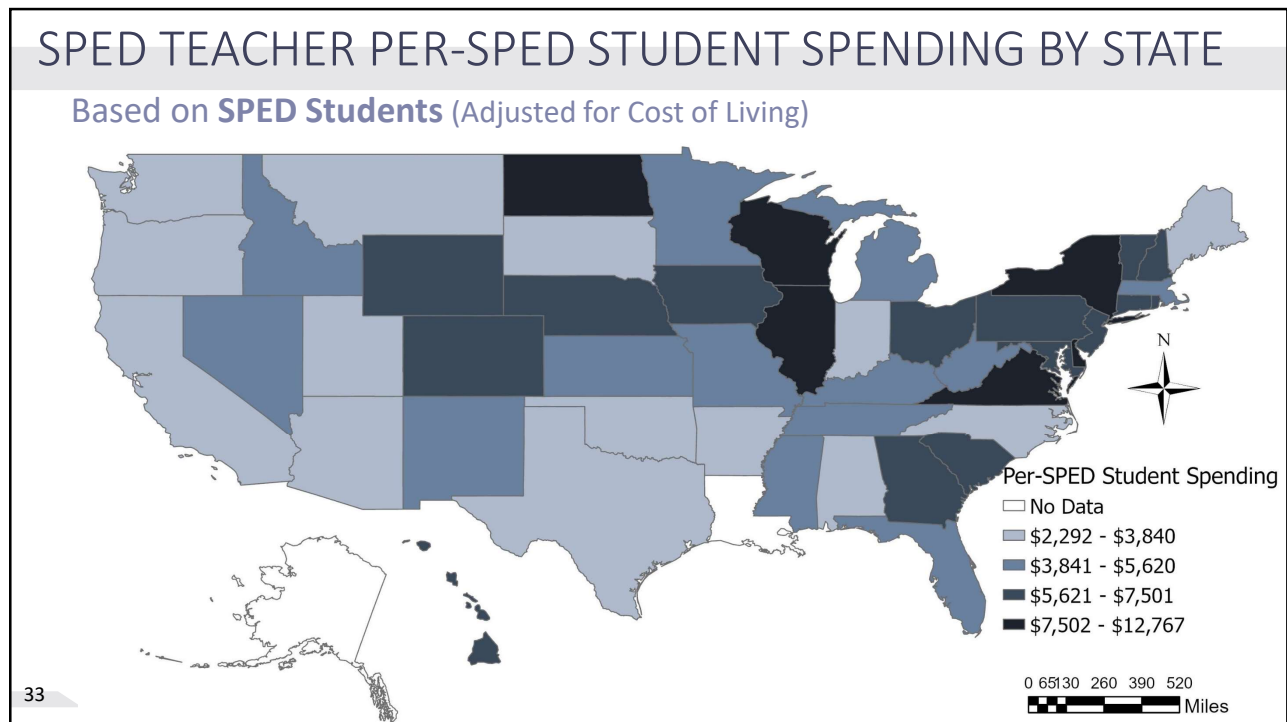 SPED TEACHER PER-SPED STUDENT SPENDING BY STATE
Based on SPED Students (Adjusted for Cost of Living)
N
Per-SPED Student Spending
No Data
$2,292 - $3,840
$3,841 - $5,620
$5,621 - $7,501
$7,502 - $12,767
0 65130 260 390 520
Miles
33